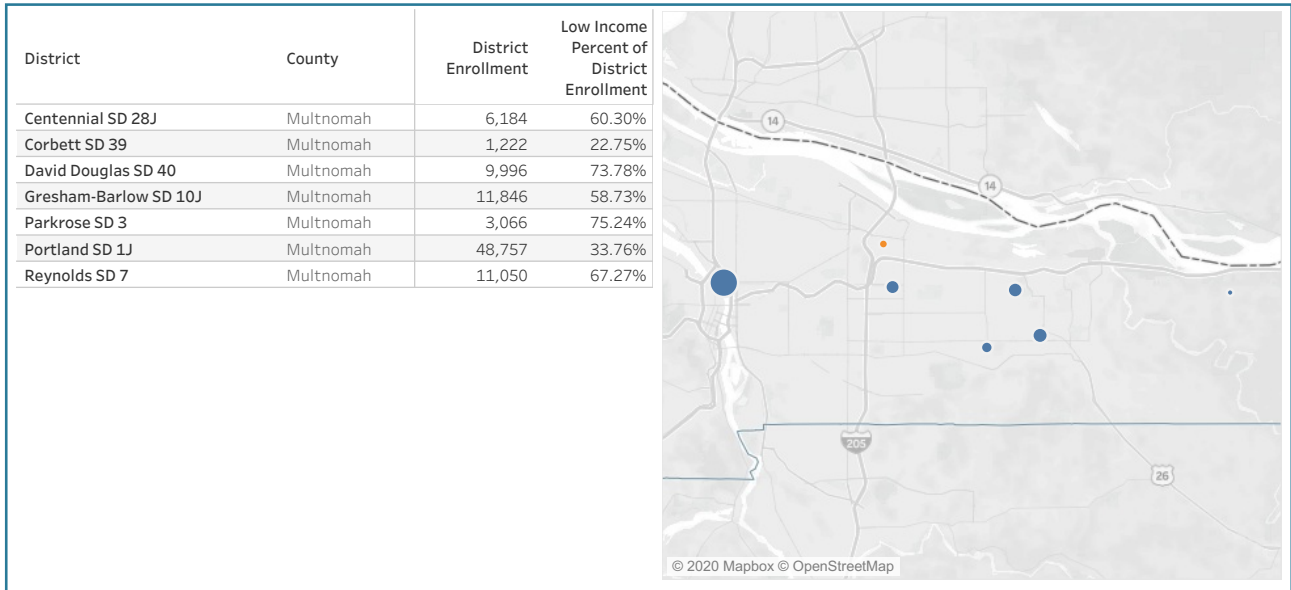 District County District Enrollment Low Income Percent of District Enrollment
Centennial SD 28J Multnomah 6,184 60.30%
Corbett SD 39 Multnomah 1,222 22.75%
David Douglas SD 40 Multnomah 9,996 73.78%
Gresham-Barlow SD 10J Multnomah 11,846 58.73%
Parkrose SD 3 Multnomah 3,066 75.24%
Portland SD 1J Multnomah 48,757 33.76%
Reynolds SD 7 Multnomah 11,050 67.27%
14
14
205
26
© 2020 Mapbox © OpenStreetMap